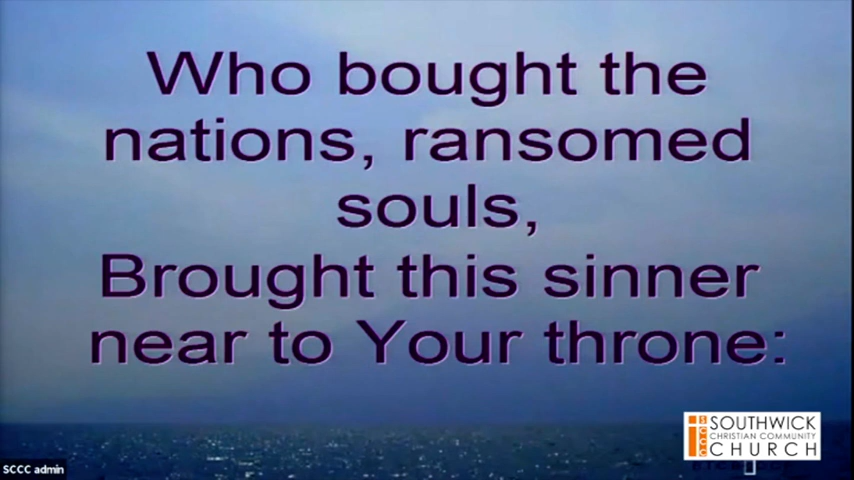 Who bought the
nations, ransomed
souls,
Brought this sinner
near to Your throne:
SOUTHWICK
CHRISTIAN COMMUNITY
CHURCH
SCCC admin